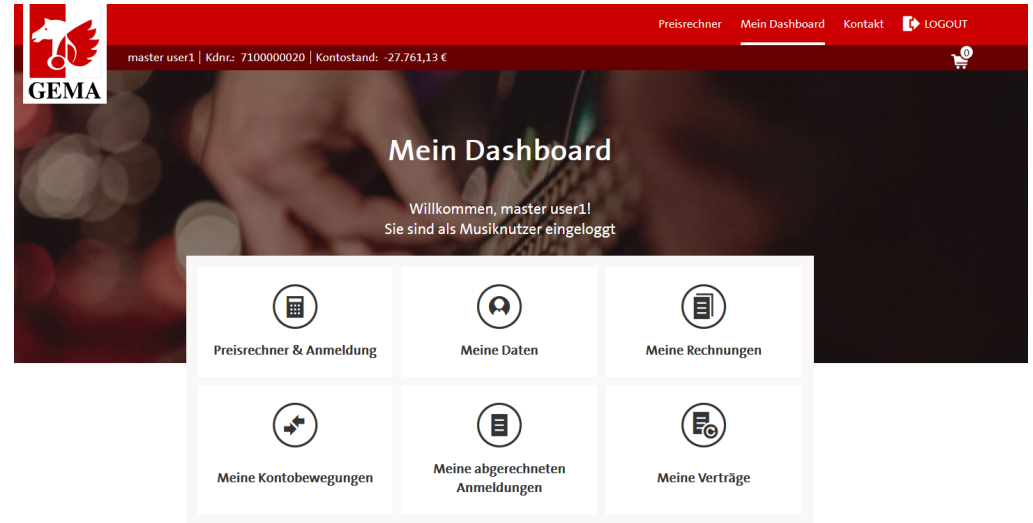 Preisrechner Mein Dashboard Kontakt LOGOUT
master user1 | Kdnr.: 7100000020 | Kontostand: -27.761,13 €
0
GEMA
Mein Dashboard
Willkommen, master user1!
Sie sind als Musiknutzer eingeloggt
Preisrechner & Anmeldung
Meine Daten
Meine Rechnungen
Meine Kontobewegungen
Meine abgerechneten
Anmeldungen
Meine Verträge